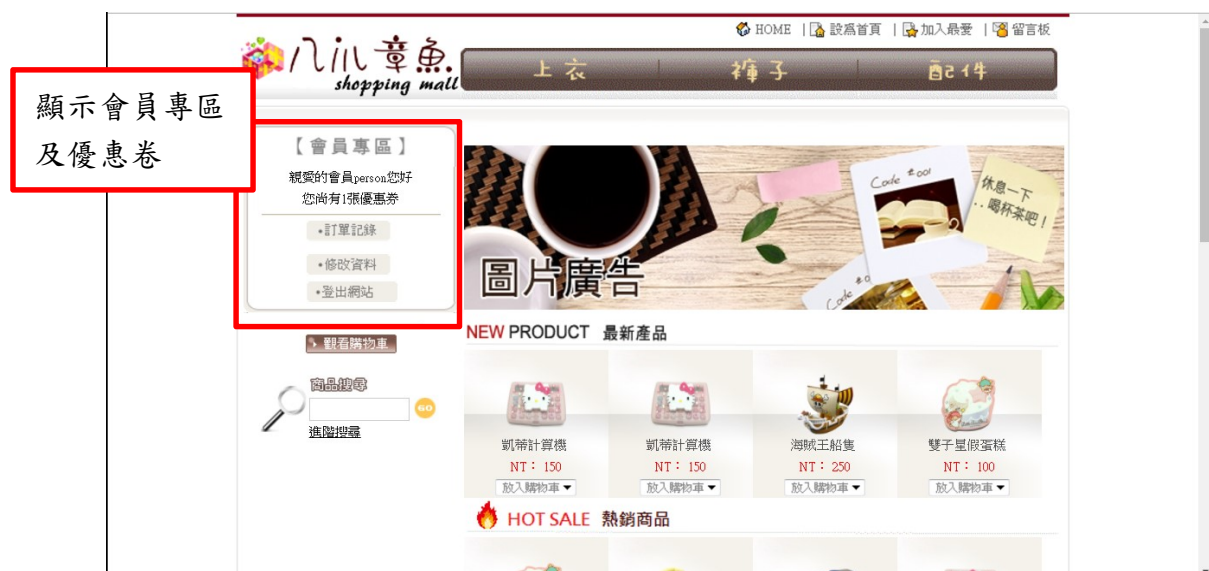 HOME | 設爲首頁 | 加入最愛 | 留言板
八爪章魚
shopping mall
上衣
褲子
配件
顯示會員專區
及優惠卷
【會員專區】
親愛的會員person您好
您尚有1張優惠券
•訂單記錄
•修改資料
•登出網站
觀看購物車
商品搜尋
GO
進階搜尋
圖片廣告
Code #001
休息一下
..喝杯茶吧!
NEW PRODUCT 最新產品
凱蒂計算機
NT: 150
放入購物車
凱蒂計算機
NT: 150
放入購物車
海賊王船隻
NT: 250
放入購物車
雙子星假蛋糕
NT: 100
放入購物車
HOT SALE 熱銷商品